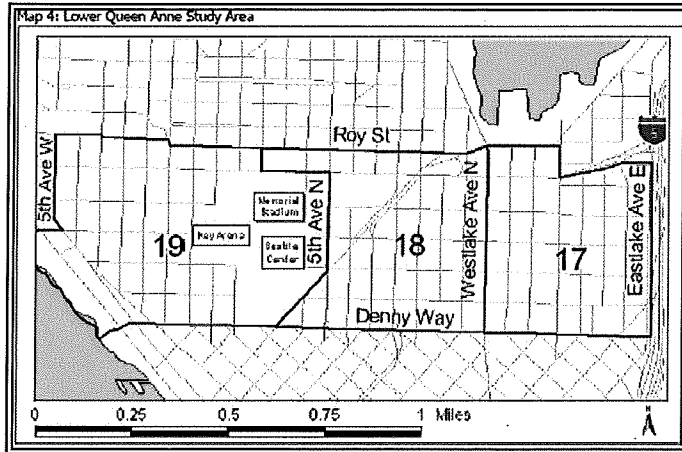 Map 4: Lower Queen Anne Study Area
Roy St
5th Ave W
Memorial
Stadium
Key Arena
Seattle
Center
5th Ave N
Westlake Ave N
Eastlake Ave E
5
19
18
17
Denny Way
0 0.25 0.5 0.75 1 Miles
N